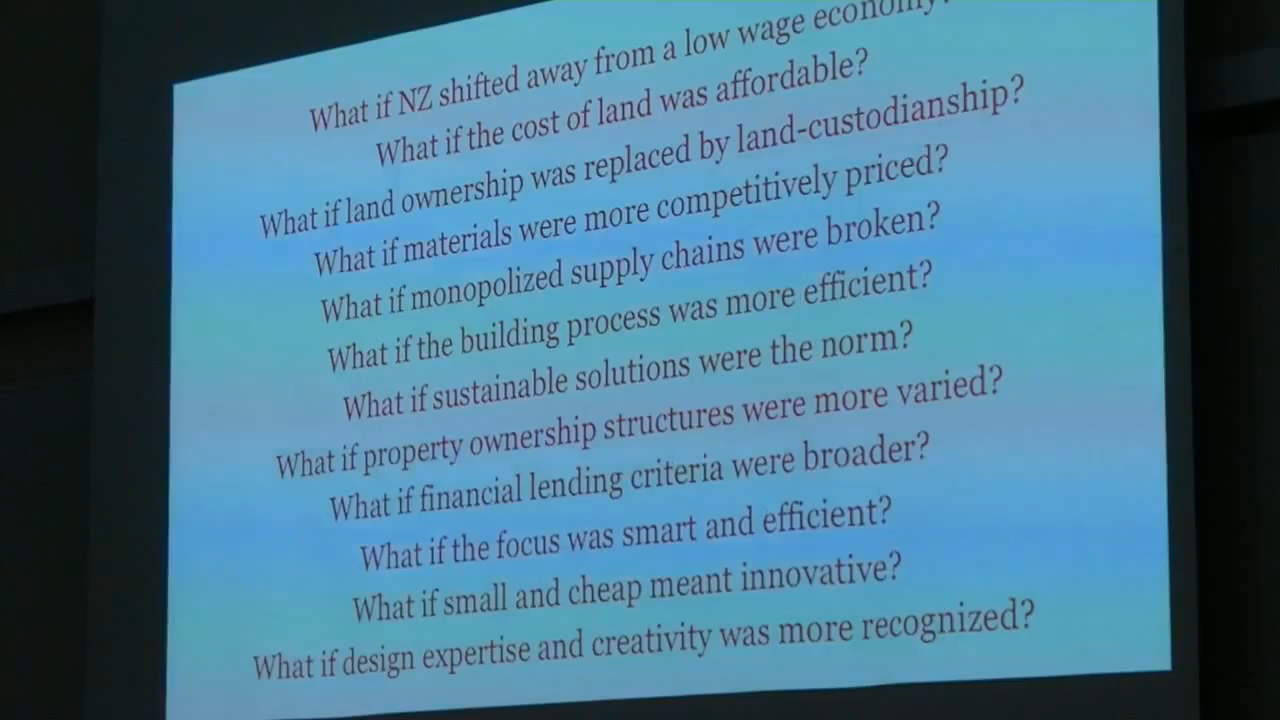 What if NZ shifted away from a low wage economy?
What if the cost of land was affordable?
What if land ownership was replaced by land-custodianship?
What if materials were more competitively priced?
What if monopolized supply chains were broken?
What if the building process was more efficient?
What if sustainable solutions were the norm?
What if property ownership structures were more varied?
What if financial lending criteria were broader?
What if the focus was smart and efficient?
What if small and cheap meant innovative?
What if design expertise and creativity was more recognized?